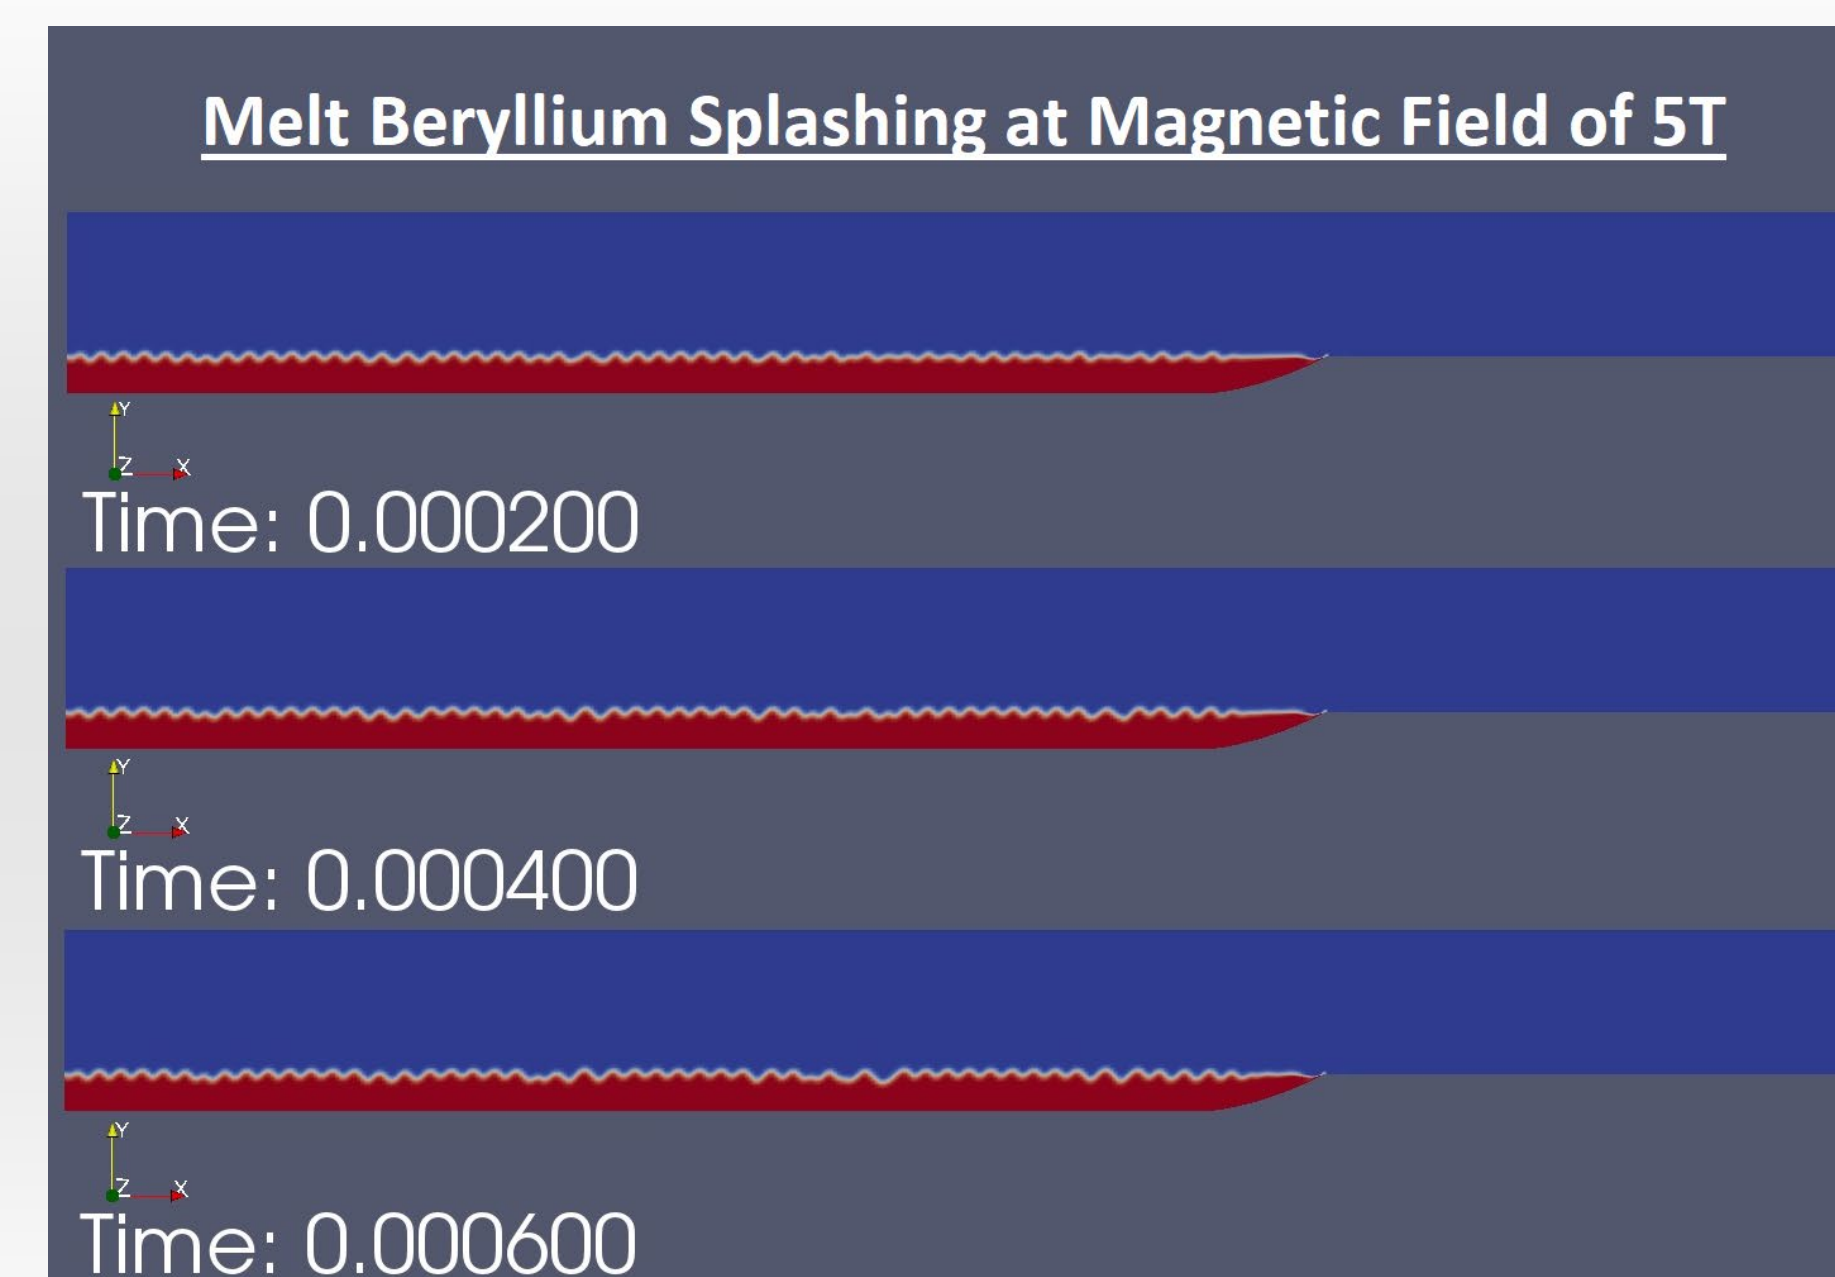 Melt Beryllium Splashing at Magnetic Field of 5T
Y
Z X
Time: 0.000200
Y
Z X
Time: 0.000400
Y
Z X
Time: 0.000600